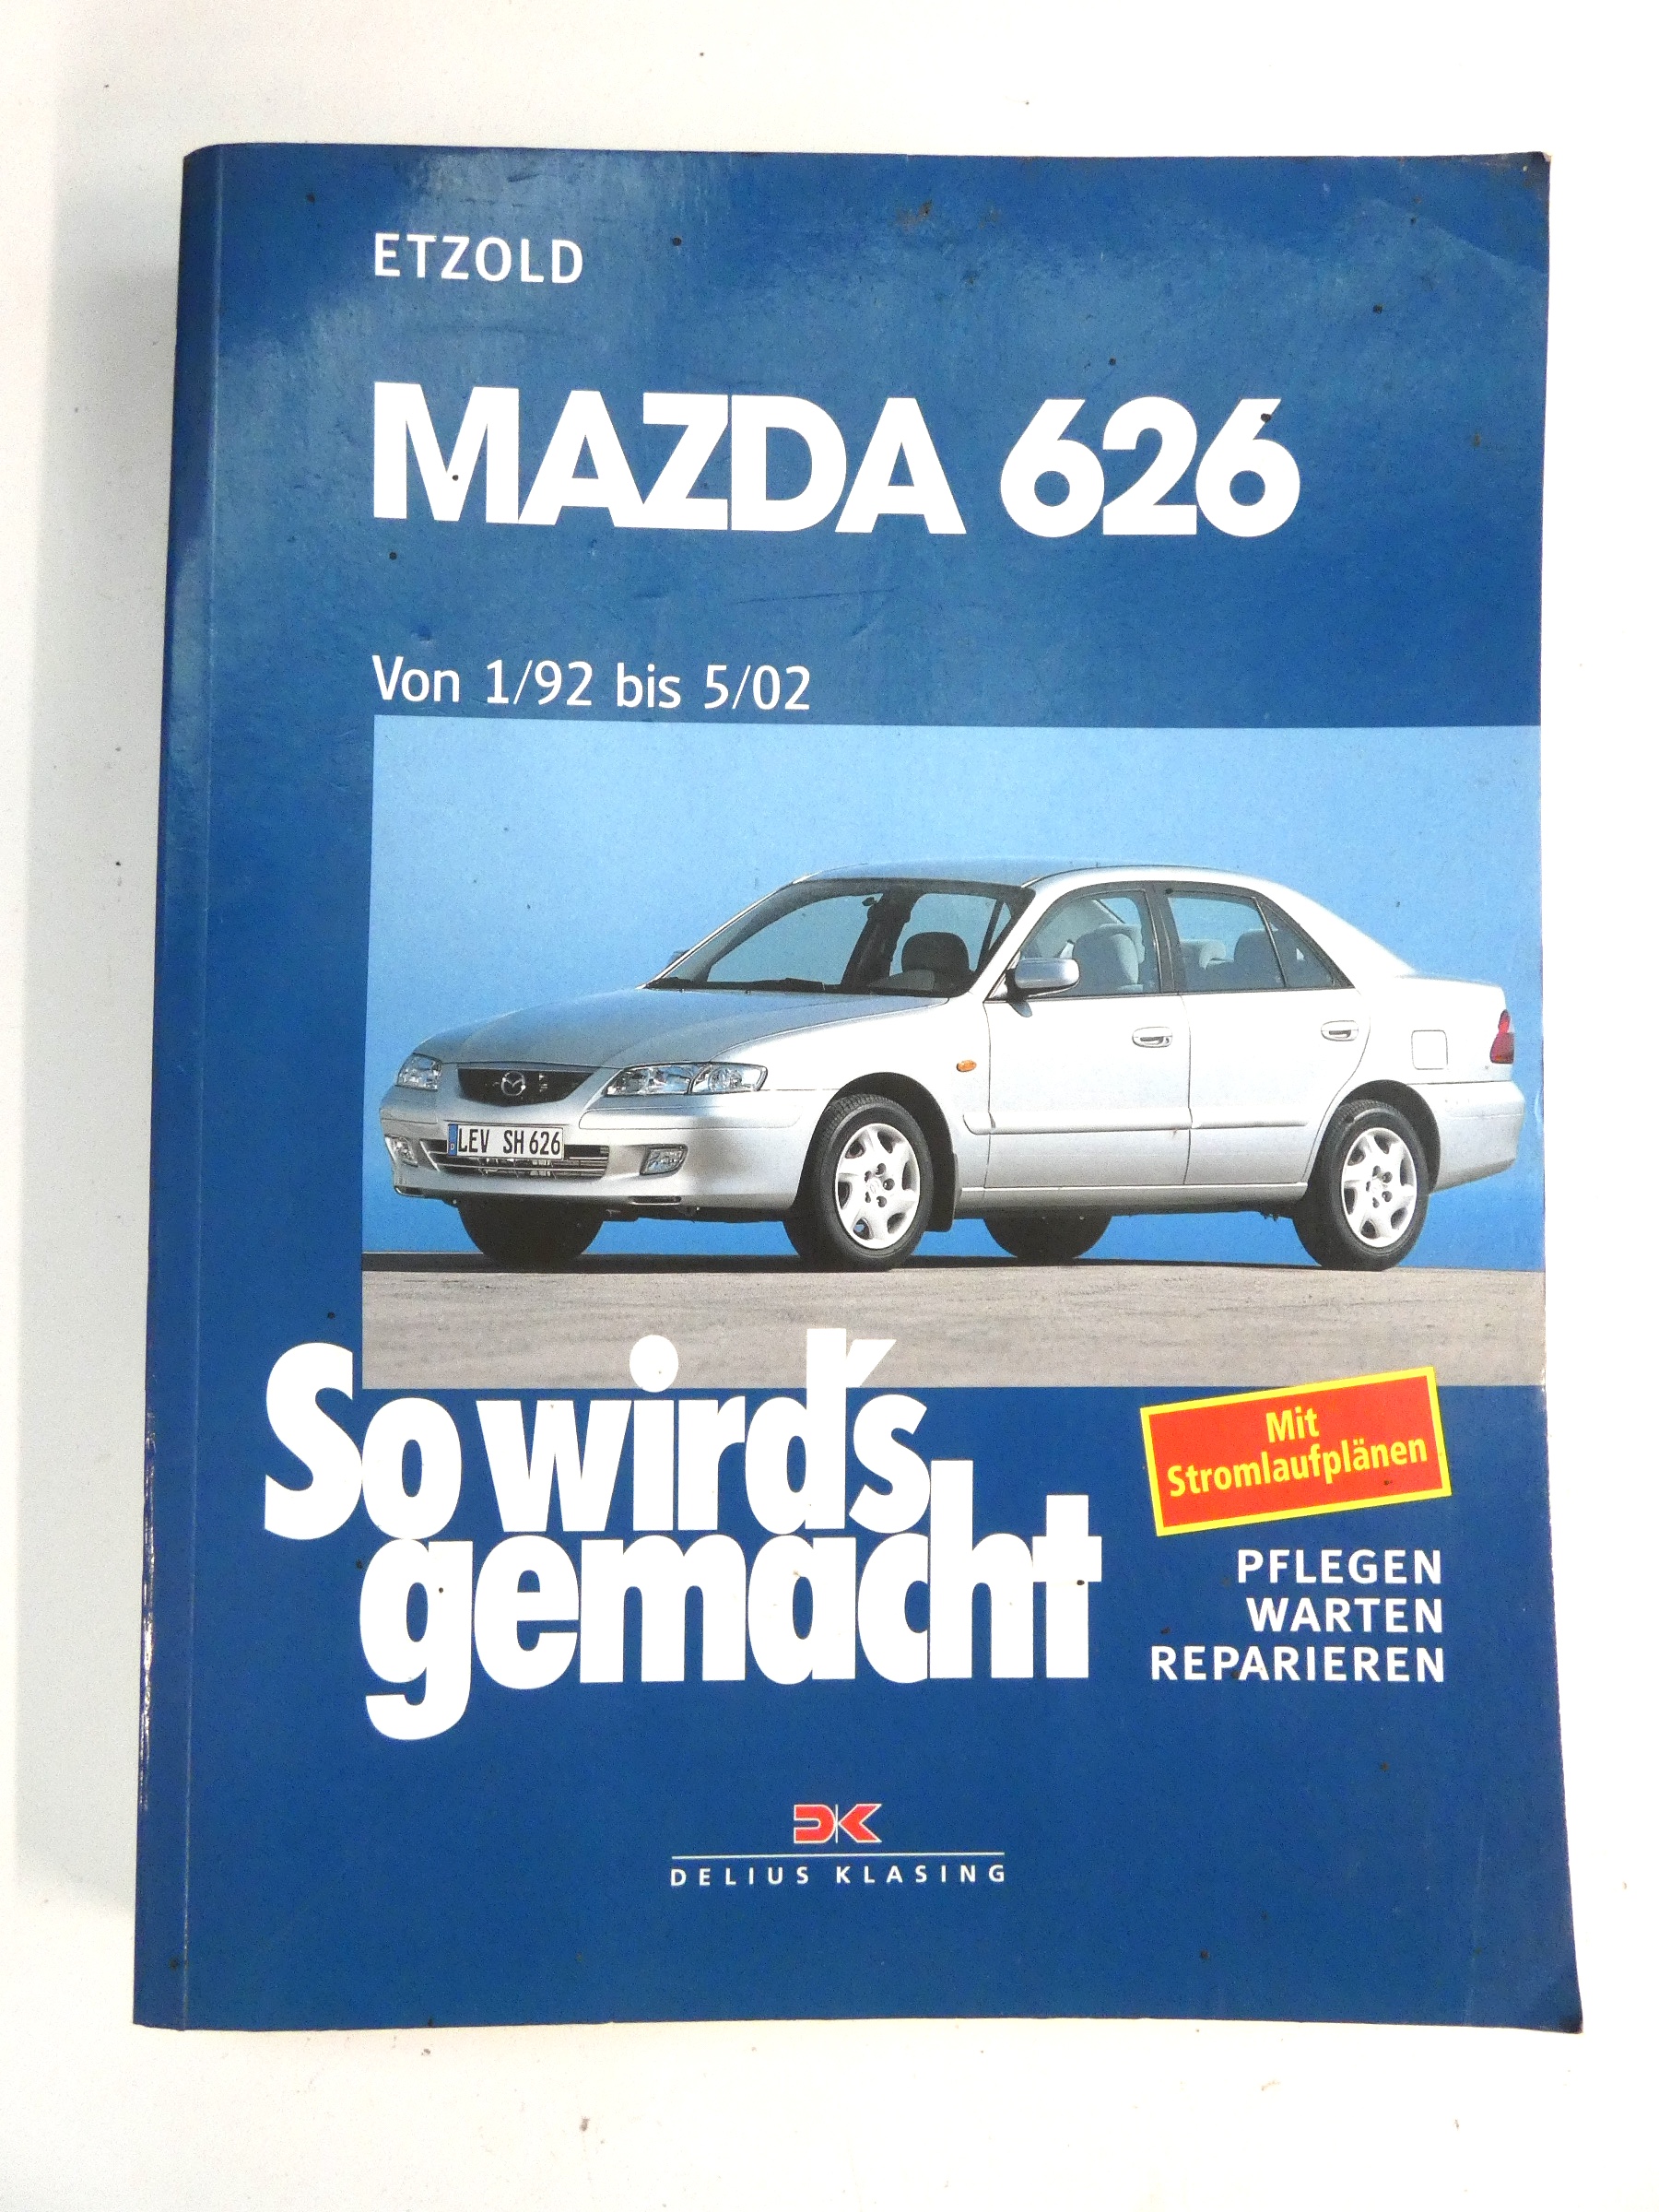 ETZOLD
MAZDA 626
Von 1/92 bis 5/02
LEV SH 626
So wird's
gemacht
Mit
Stromlaufplänen
PFLEGEN
WARTEN
REPARIEREN
DK
DELIUS KLASING